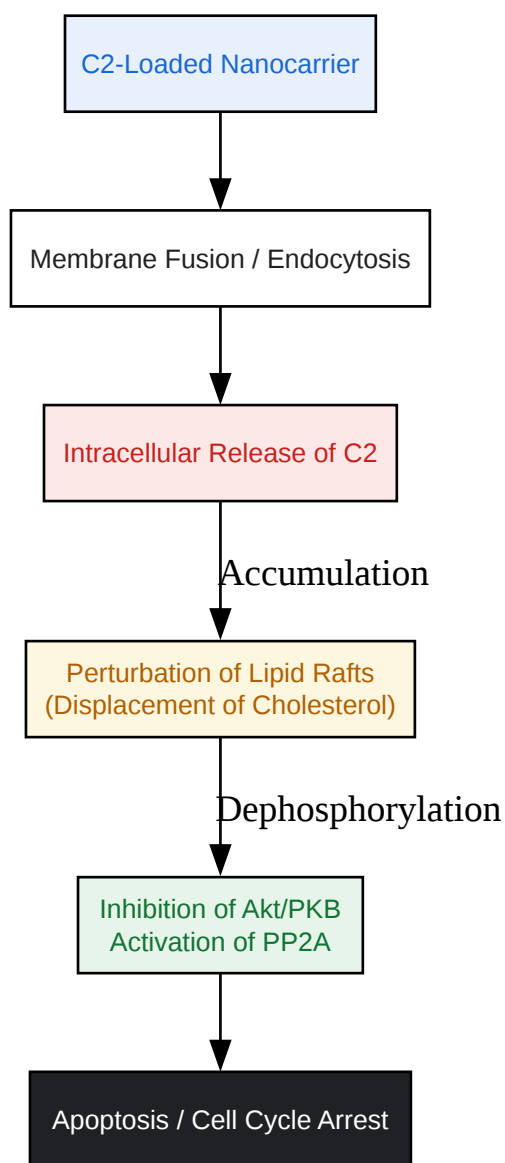 C2-Loaded Nanocarrier
Membrane Fusion / Endocytosis
Intracellular Release of C2
Accumulation
Perturbation of Lipid Rafts
(Displacement of Cholesterol)
Dephosphorylation
Inhibition of Akt/PKB
Activation of PP2A
Apoptosis / Cell Cycle Arrest